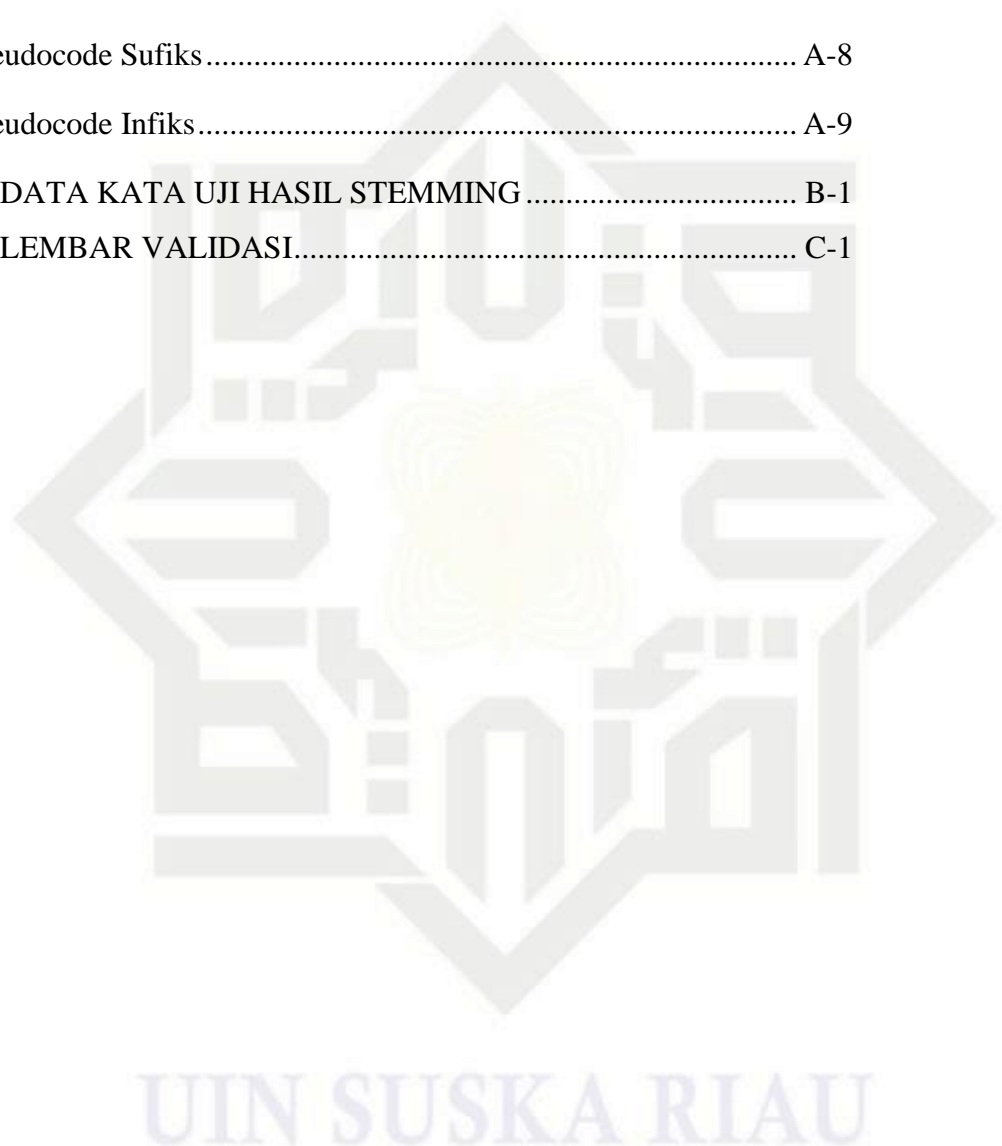 eudocode Sufiks.......................................................................... A-8
eudocode Infiks........................................................................... A-9
DATA KATA UJI HASIL STEMMING.................................. B-1
LEMBAR VALIDASI............................................................... C-1
UIN SUSKA RIAU